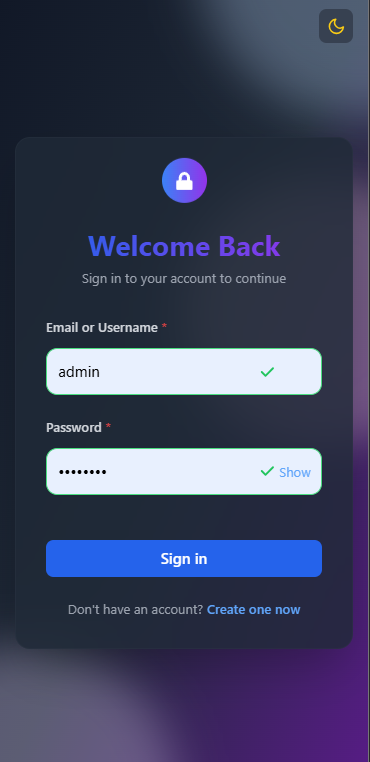 Welcome Back
Sign in to your account to continue
Email or Username *
admin
Password *
••••••••
Show
Sign in
Don't have an account? Create one now